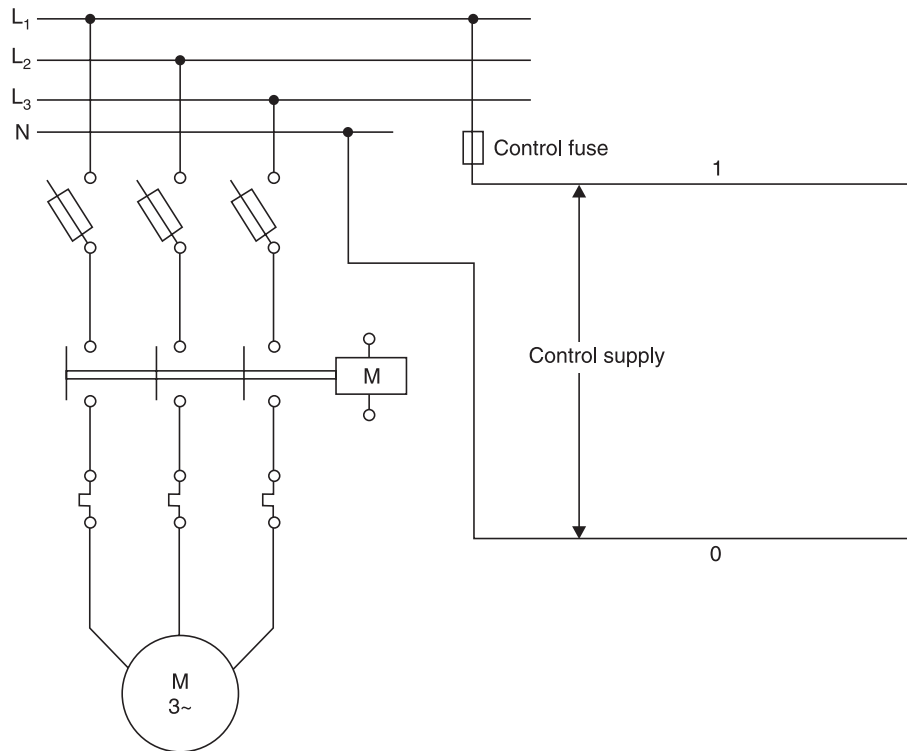 L₁
L₂
L₃
N
Control fuse
1
Control supply
M
0
M
3~